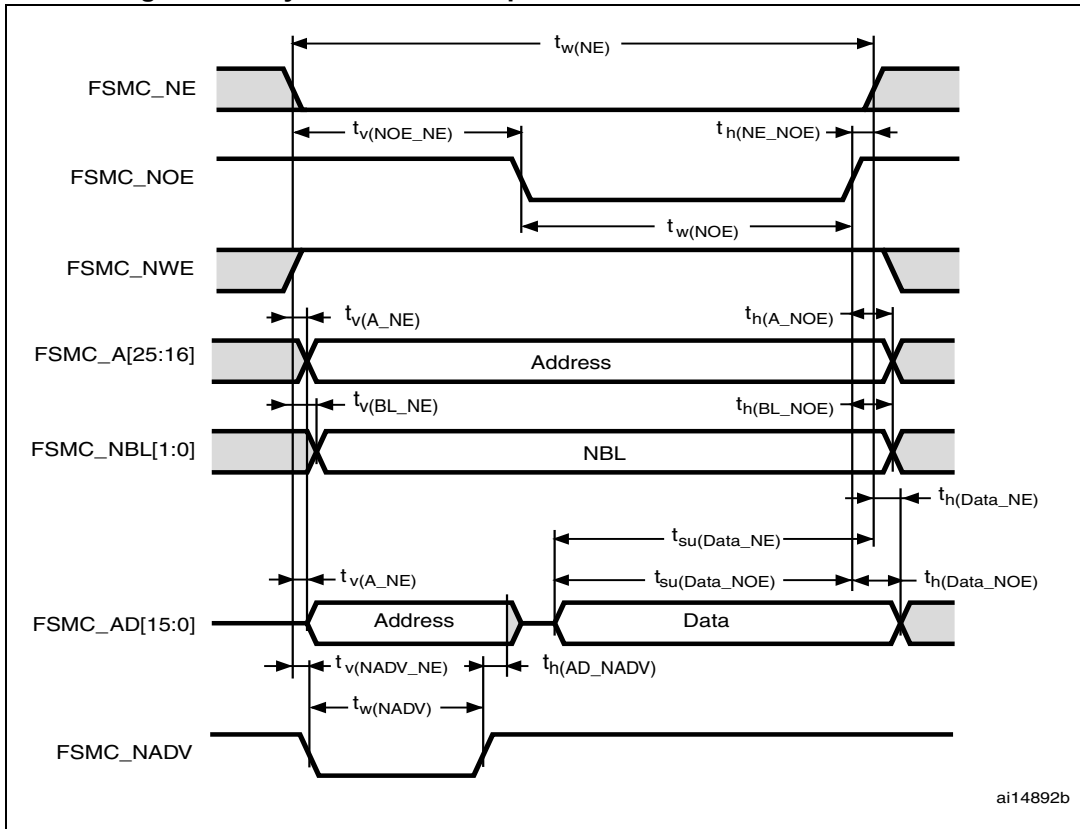 t_w(NE)
FSMC_NE
t_v(NOE_NE)
t_h(NE_NOE)
FSMC_NOE
t_w(NOE)
FSMC_NWE
t_v(A_NE)
t_h(A_NOE)
FSMC_A[25:16]
Address
t_v(BL_NE)
t_h(BL_NOE)
FSMC_NBL[1:0]
NBL
t_h(Data_NE)
t_su(Data_NE)
t_v(A_NE)
t_su(Data_NOE)
t_h(Data_NOE)
FSMC_AD[15:0]
Address
Data
t_v(NADV_NE)
t_h(AD_NADV)
t_w(NADV)
FSMC_NADV
ai14892b